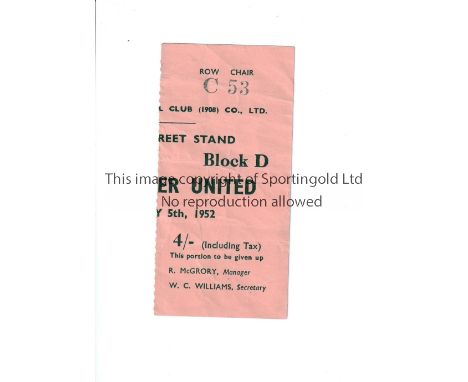 ROW CHAIR
C 53
L CLUB (1908) CO., LTD.
REET STAND
Block D
This image copyright of Sportingold Ltd
ER UNITED
No reproduction allowed
Y 5th, 1952
4/- (Including Tax)
This portion to be given up
R. McGRORY, Manager
W. C. WILLIAMS, Secretary